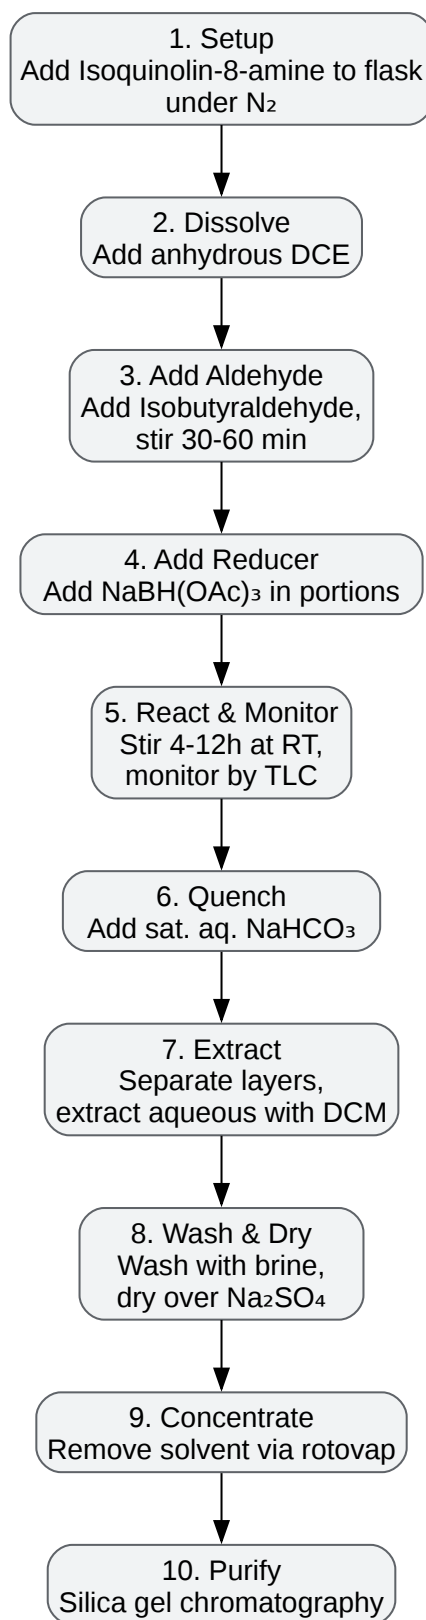 1. Setup
Add Isoquinolin-8-amine to flask
under N₂
2. Dissolve
Add anhydrous DCE
3. Add Aldehyde
Add Isobutyraldehyde,
stir 30-60 min
4. Add Reducer
Add NaBH(OAc)₃ in portions
5. React & Monitor
Stir 4-12h at RT,
monitor by TLC
6. Quench
Add sat. aq. NaHCO₃
7. Extract
Separate layers,
extract aqueous with DCM
8. Wash & Dry
Wash with brine,
dry over Na₂SO₄
9. Concentrate
Remove solvent via rotovap
10. Purify
Silica gel chromatography